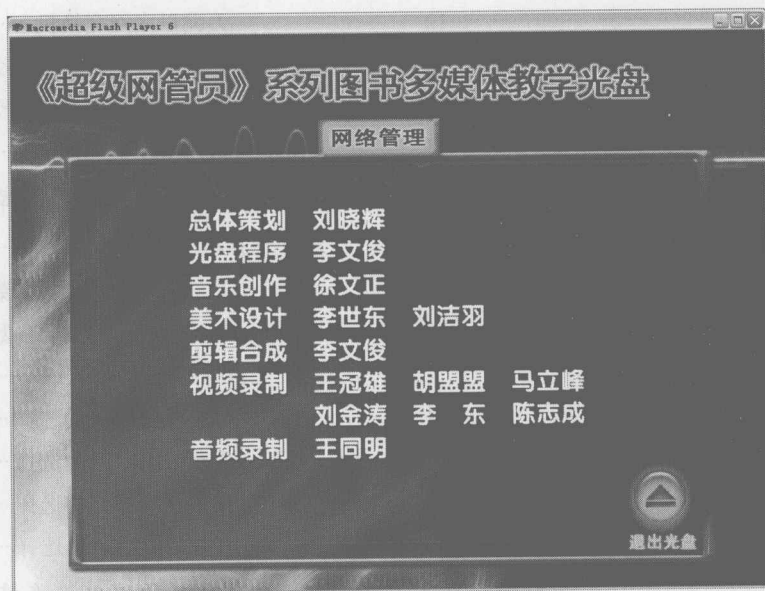 Macromedia Flash Player 6
《超级网管员》系列图书多媒体教学光盘
网络管理
总体策划 刘晓辉
光盘程序 李文俊
音乐创作 徐文正
美术设计 李世东 刘洁羽
剪辑合成 李文俊
视频录制 王冠雄 胡盟盟 马立峰
刘金涛 李 东 陈志成
音频录制 王同明
退出光盘